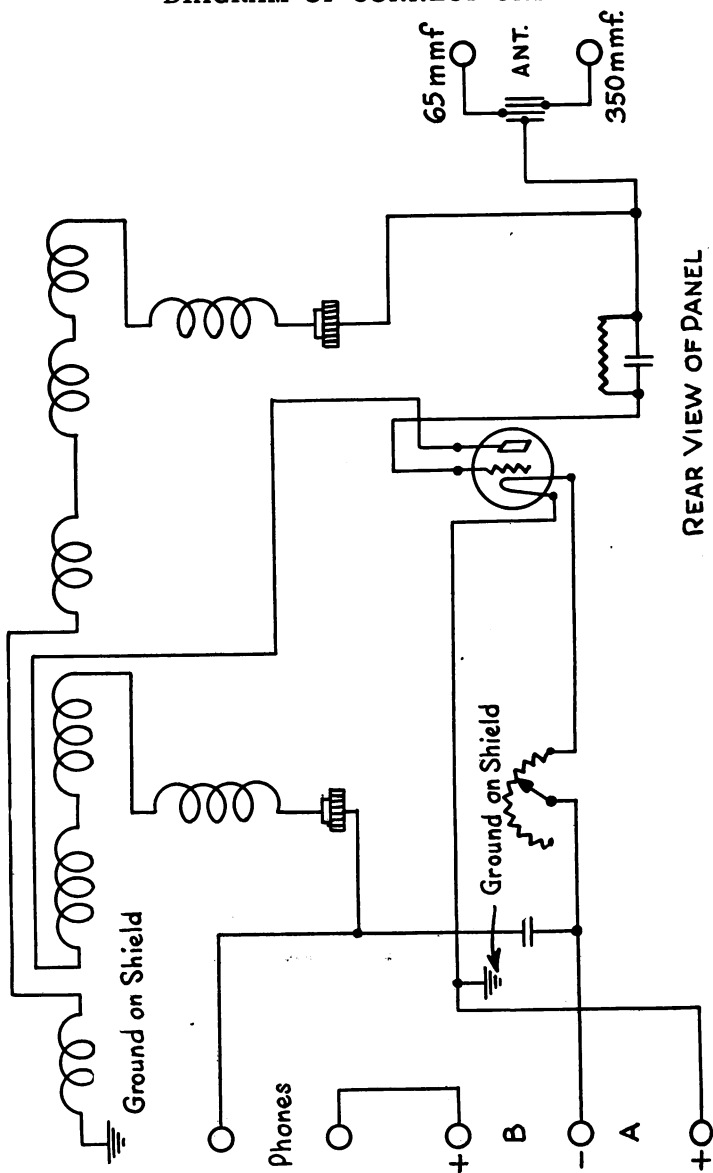 65 mmf
ANT.
350 mmf.
REAR VIEW OF PANEL
Ground on Shield
Ground on Shield
Phones
+
B
-
A
+